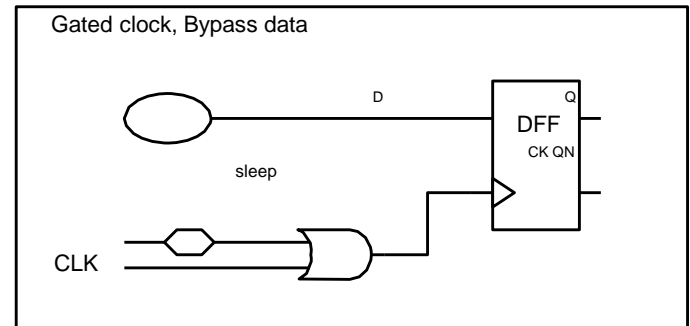 Gated clock, Bypass data
D
Q
DFF
CK QN
sleep
CLK